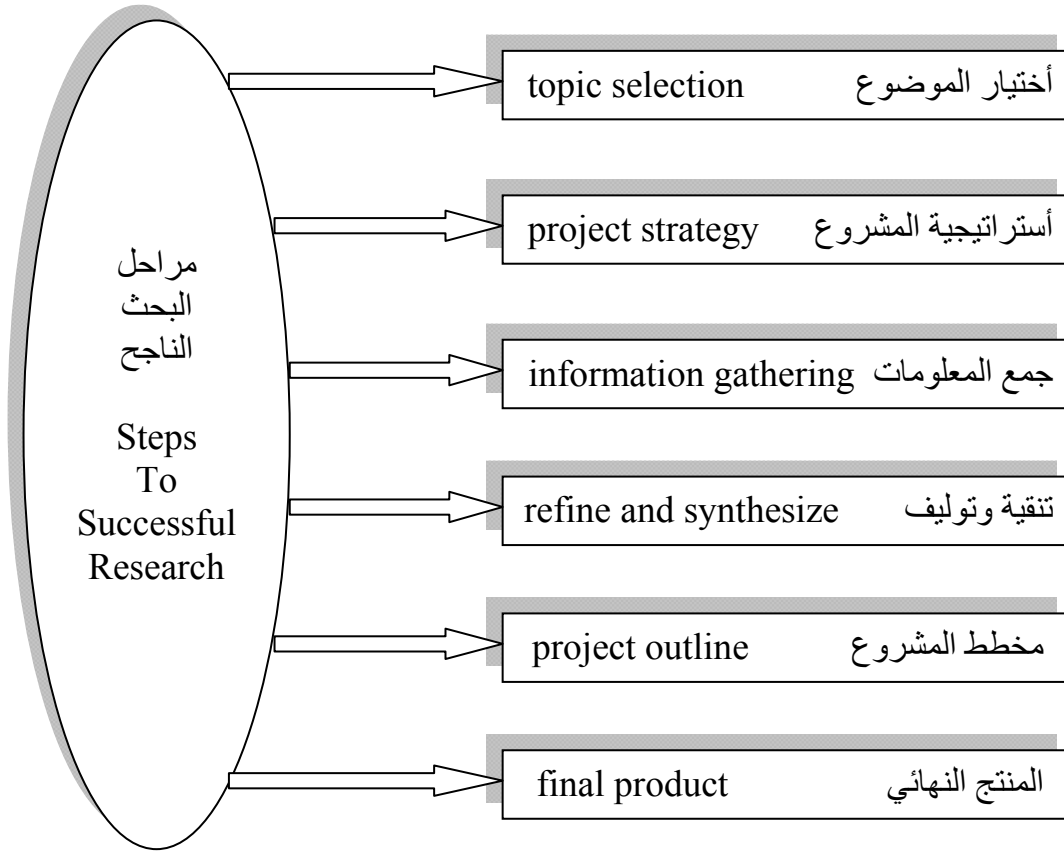 مراحل
البحث
الناجح
Steps
To
Successful
Research
topic selection أختيار الموضوع
project strategy أستراتيجية المشروع
information gathering جمع المعلومات
refine and synthesize تنقية وتوليف
project outline مخطط المشروع
final product المنتج النهائي